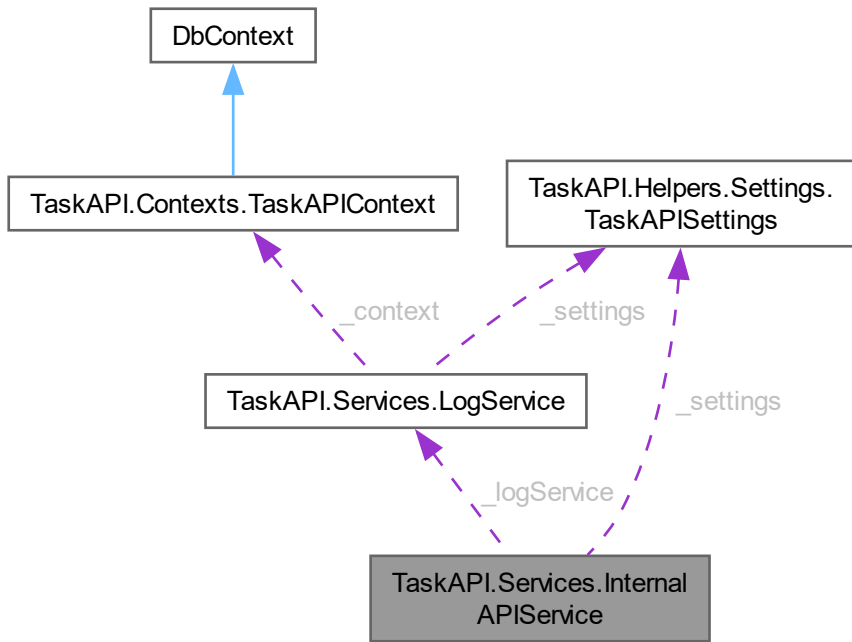 DbContext
TaskAPI.Contexts.TaskAPIContext
TaskAPI.Helpers.Settings.
TaskAPISettings
_context
_settings
TaskAPI.Services.LogService
_settings
_logService
TaskAPI.Services.Internal
APIService